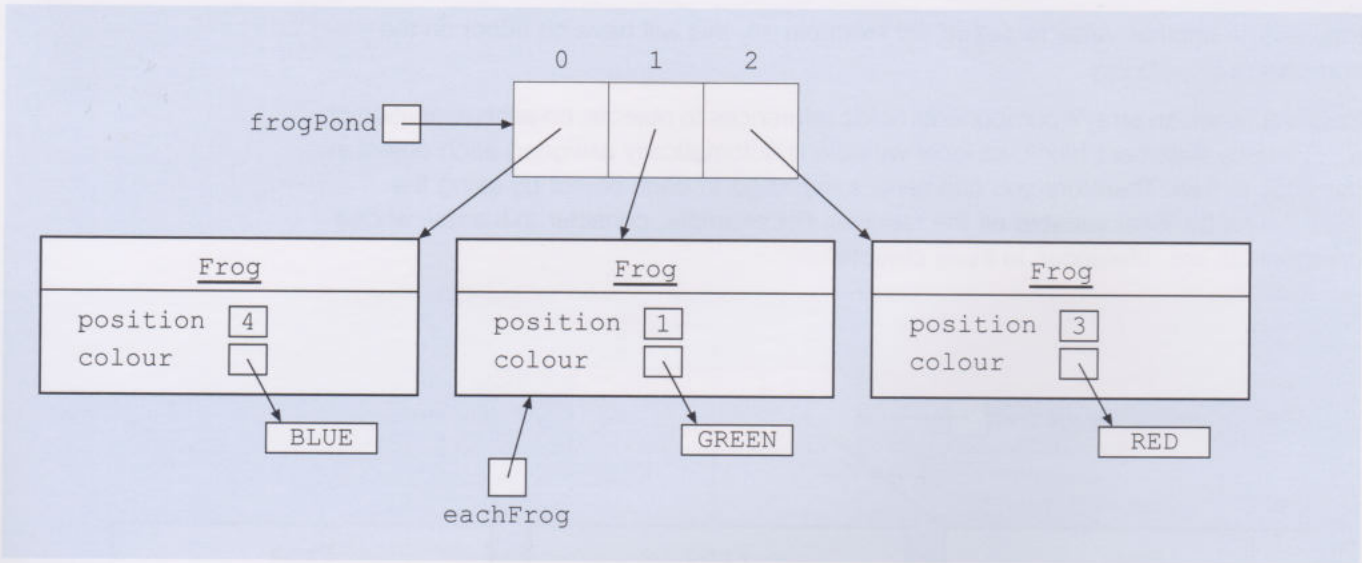 0 1 2
frogPond
Frog Frog Frog
position 4 position 1 position 3
colour colour colour
BLUE GREEN RED
eachFrog